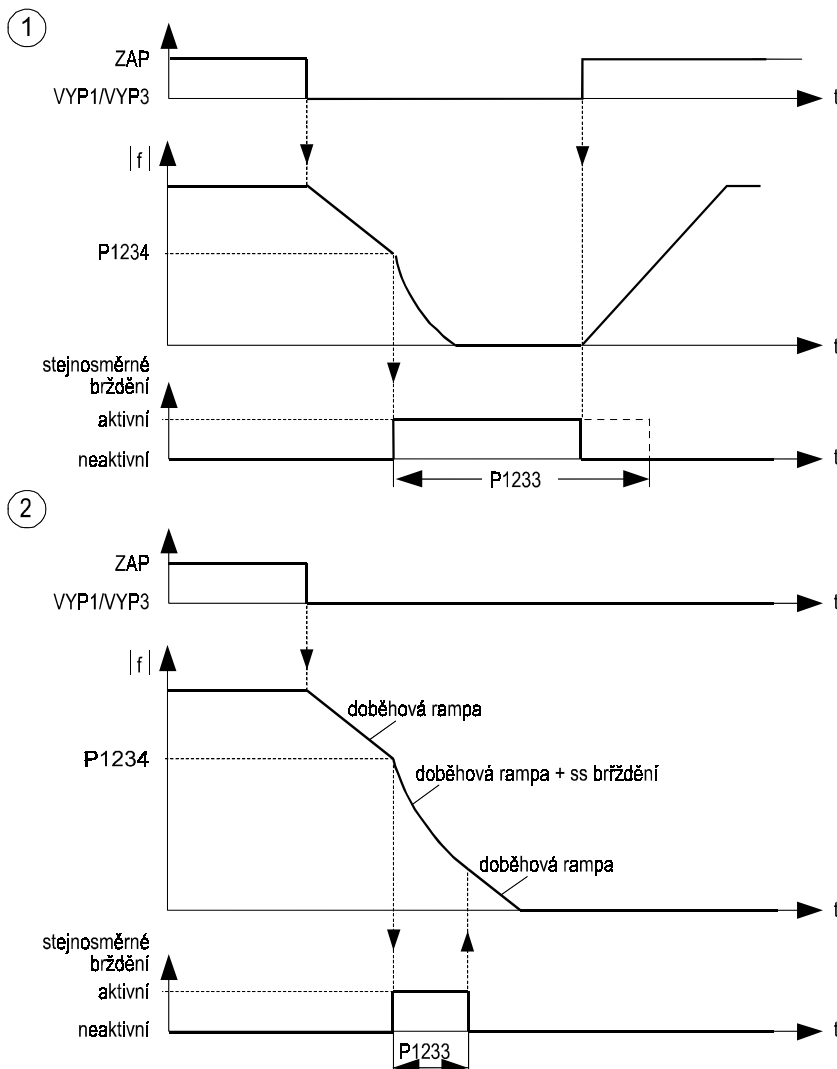 1
ZAP
VYP1/VYP3
t
|f|
P1234
t
stejnosměrné
brždění
aktivní
neaktivní
t
P1233
2
ZAP
VYP1/VYP3
t
|f|
doběhová rampa
P1234
doběhová rampa + ss bržždění
doběhová rampa
t
stejnosměrné
brždění
aktivní
neaktivní
t
P1233